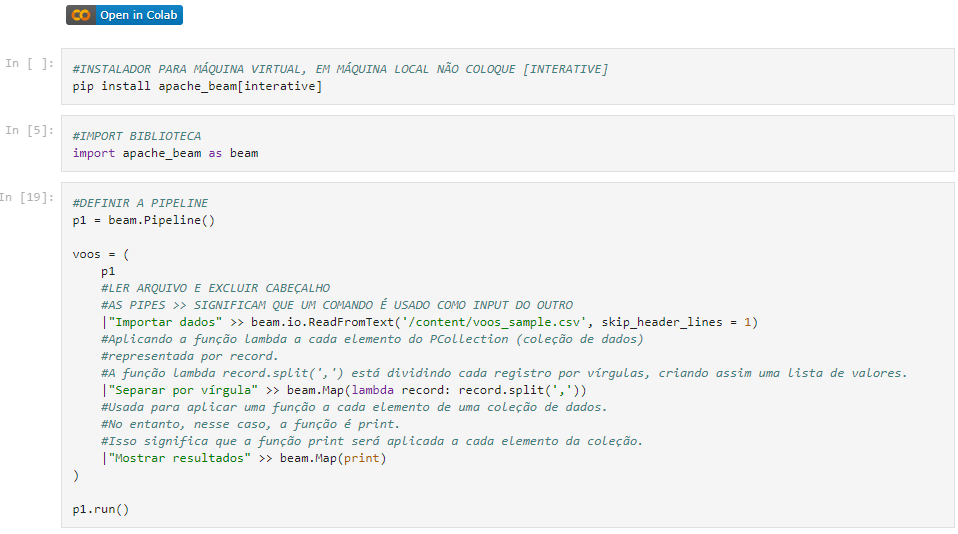 Open in Colab
In [ ]:
#INSTALADOR PARA MÁQUINA VIRTUAL, EM MÁQUINA LOCAL NÃO COLOQUE [INTERATIVE]
pip install apache_beam[interative]
In [5]:
#IMPORT BIBLIOTECA
import apache_beam as beam
In [19]:
#DEFINIR A PIPELINE
p1 = beam.Pipeline()
voos = (
p1
#LER ARQUIVO E EXCLUIR CABEÇALHO
#AS PIPES >> SIGNIFICAM QUE UM COMANDO É USADO COMO INPUT DO OUTRO
|"Importar dados" >> beam.io.ReadFromText('/content/voos_sample.csv', skip_header_lines = 1)
#Aplicando a função lambda a cada elemento do PCollection (coleção de dados)
#representada por record.
#A função lambda record.split(',') está dividindo cada registro por vírgulas, criando assim uma lista de valores.
|"Separar por vírgula" >> beam.Map(lambda record: record.split(','))
#Usada para aplicar uma função a cada elemento de uma coleção de dados.
#No entanto, nesse caso, a função é print.
#Isso significa que a função print será aplicada a cada elemento da coleção.
|"Mostrar resultados" >> beam.Map(print)
)
p1.run()